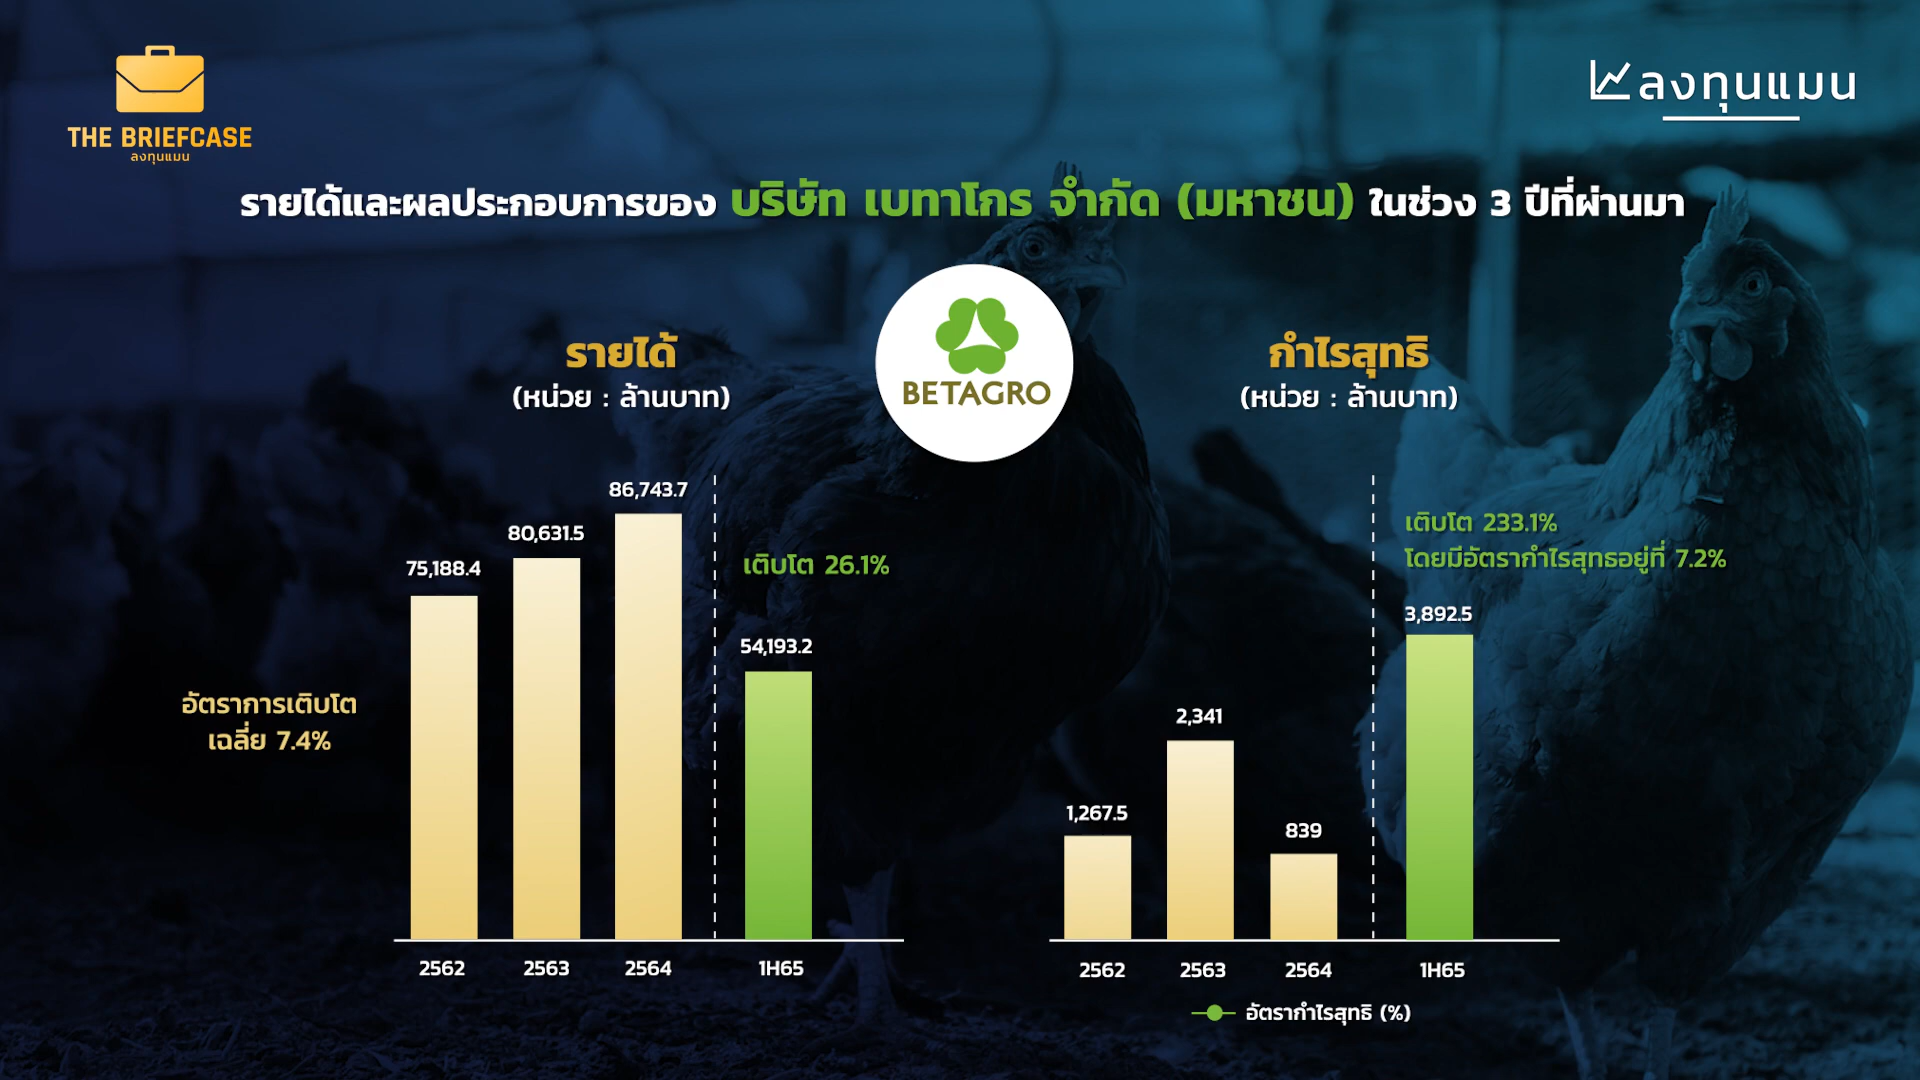 THE BRIEFCASE
ลงทุนแมน
ลงทุนแมน
รายได้และผลประกอบการของ บริษัท เบทาโกร จำกัด (มหาชน) ในช่วง 3 ปีที่ผ่านมา
BETAGRO
รายได้
(หน่วย : ล้านบาท)
86,743.7
80,631.5
75,188.4
เติบโต 26.1%
54,193.2
อัตราการเติบโต
เฉลี่ย 7.4%
2562 2563 2564 1H65
กำไรสุทธิ
(หน่วย : ล้านบาท)
เติบโต 233.1%
โดยมีอัตรากำไรสุทธอยู่ที่ 7.2%
3,892.5
2,341
1,267.5
839
2562 2563 2564 1H65
อัตรากำไรสุทธิ (%)